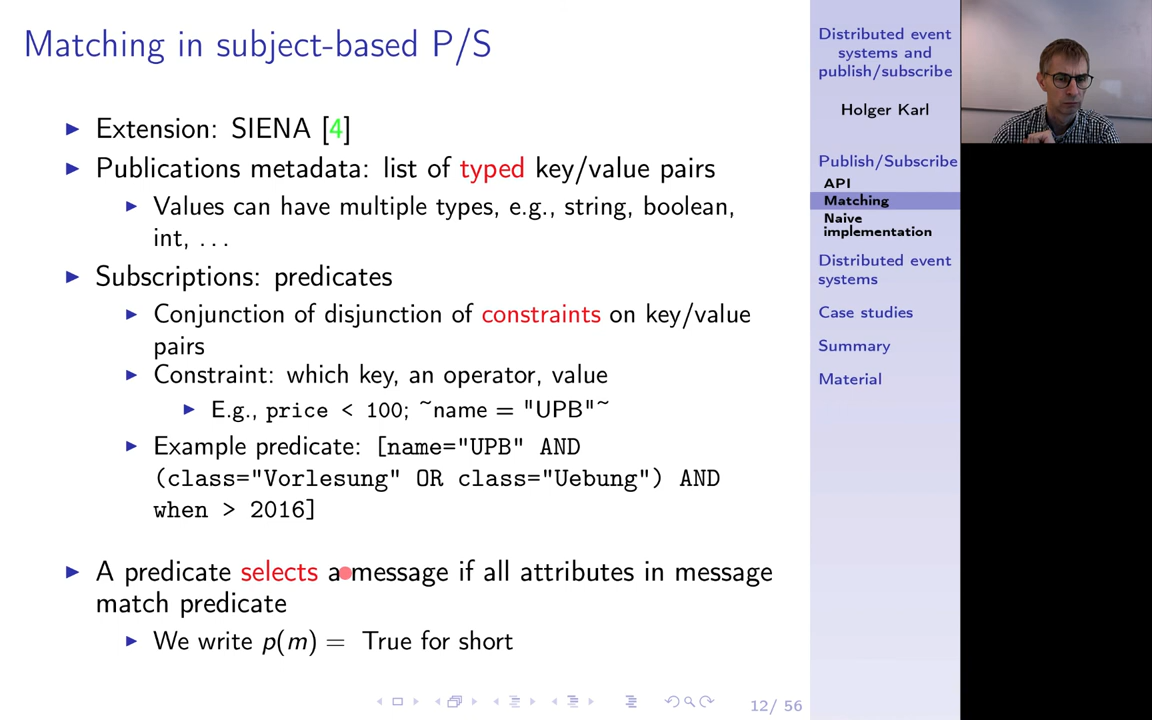 Matching in subject-based P/S
▶ Extension: SIENA [4]
▶ Publications metadata: list of typed key/value pairs
▶ Values can have multiple types, e.g., string, boolean,
int, ...
▶ Subscriptions: predicates
▶ Conjunction of disjunction of constraints on key/value
pairs
▶ Constraint: which key, an operator, value
▶ E.g., price < 100; ~name = "UPB"~
▶ Example predicate: [name="UPB" AND
(class="Vorlesung" OR class="Uebung") AND
when > 2016]
▶ A predicate selects a message if all attributes in message
match predicate
▶ We write p(m) = True for short
12/ 56
Distributed event
systems and
publish/subscribe
Holger Karl
Publish/Subscribe
API
Matching
Naive
implementation
Distributed event
systems
Case studies
Summary
Material